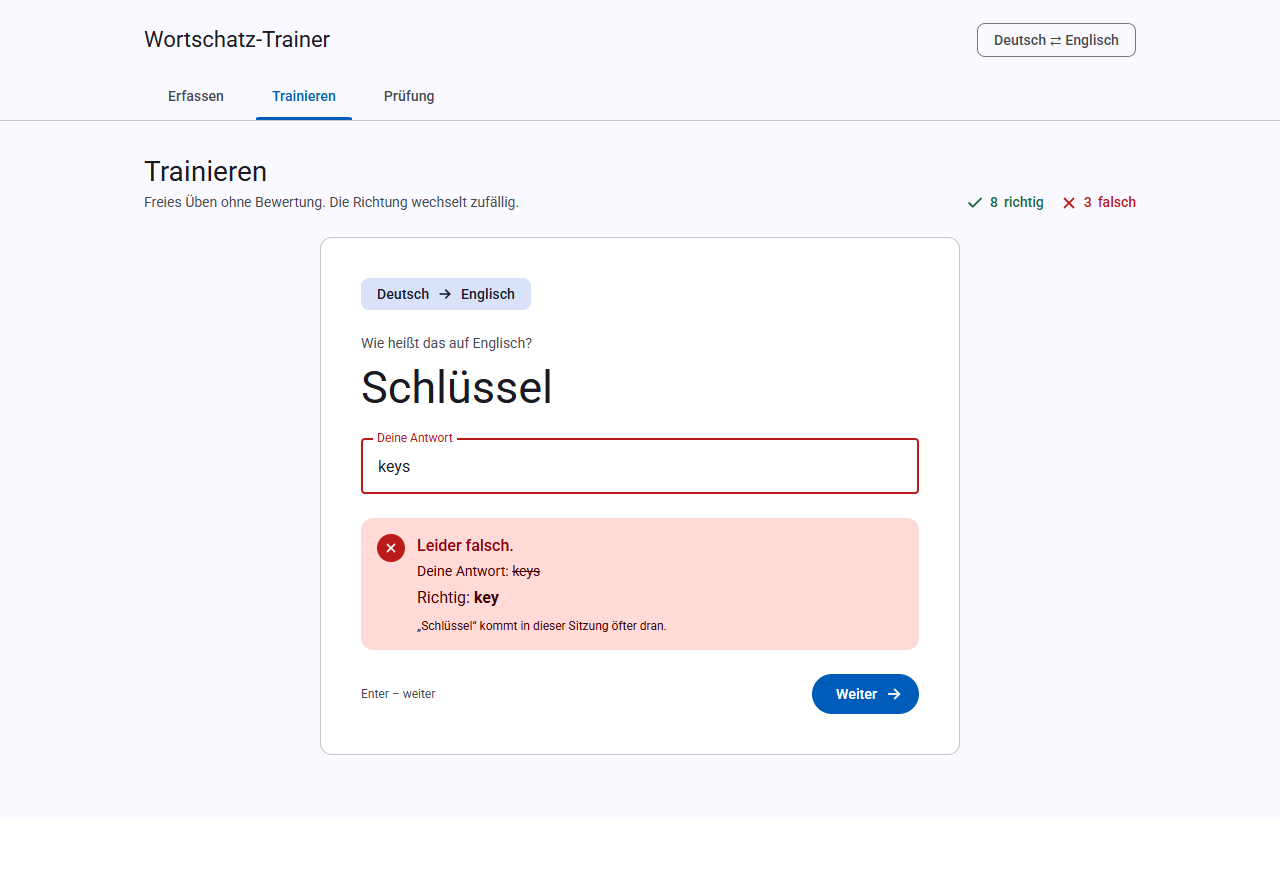 Wortschatz-Trainer
Deutsch ⇄ Englisch
Erfassen
Trainieren
Prüfung
Trainieren
Freies Üben ohne Bewertung. Die Richtung wechselt zufällig.
8 richtig
3 falsch
Deutsch → Englisch
Wie heißt das auf Englisch?
Schlüssel
Deine Antwort
keys
Leider falsch.
Deine Antwort: keys
Richtig: key
„Schlüssel“ kommt in dieser Sitzung öfter dran.
Enter – weiter
Weiter →